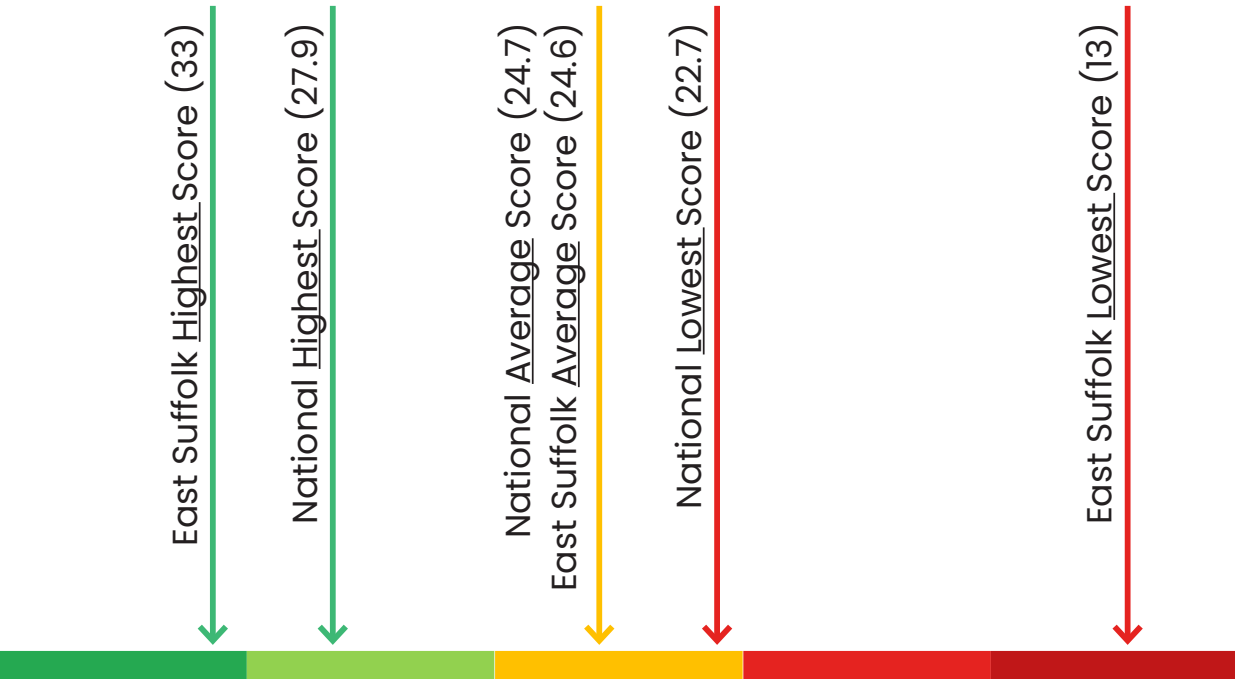 East Suffolk Highest Score (33)
National Highest Score (27.9)
National Average Score (24.7)
East Suffolk Average Score (24.6)
National Lowest Score (22.7)
East Suffolk Lowest Score (13)